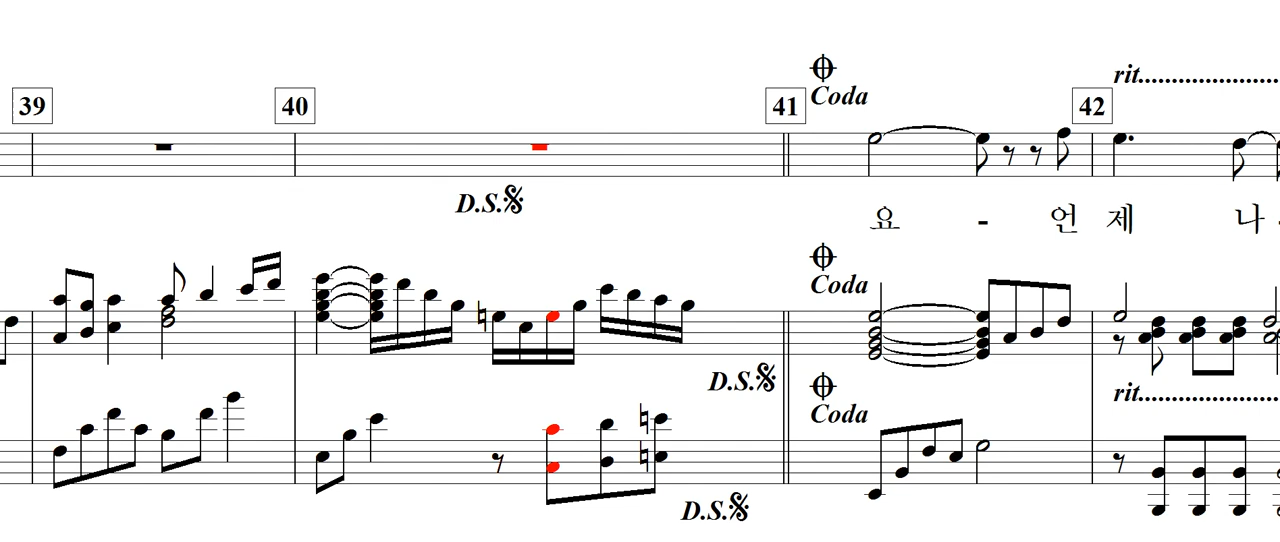 rit.......................
39 40 41 Coda 42
D.S.
요 - 언 제 나
Coda
D.S.
rit.......................
Coda
D.S.